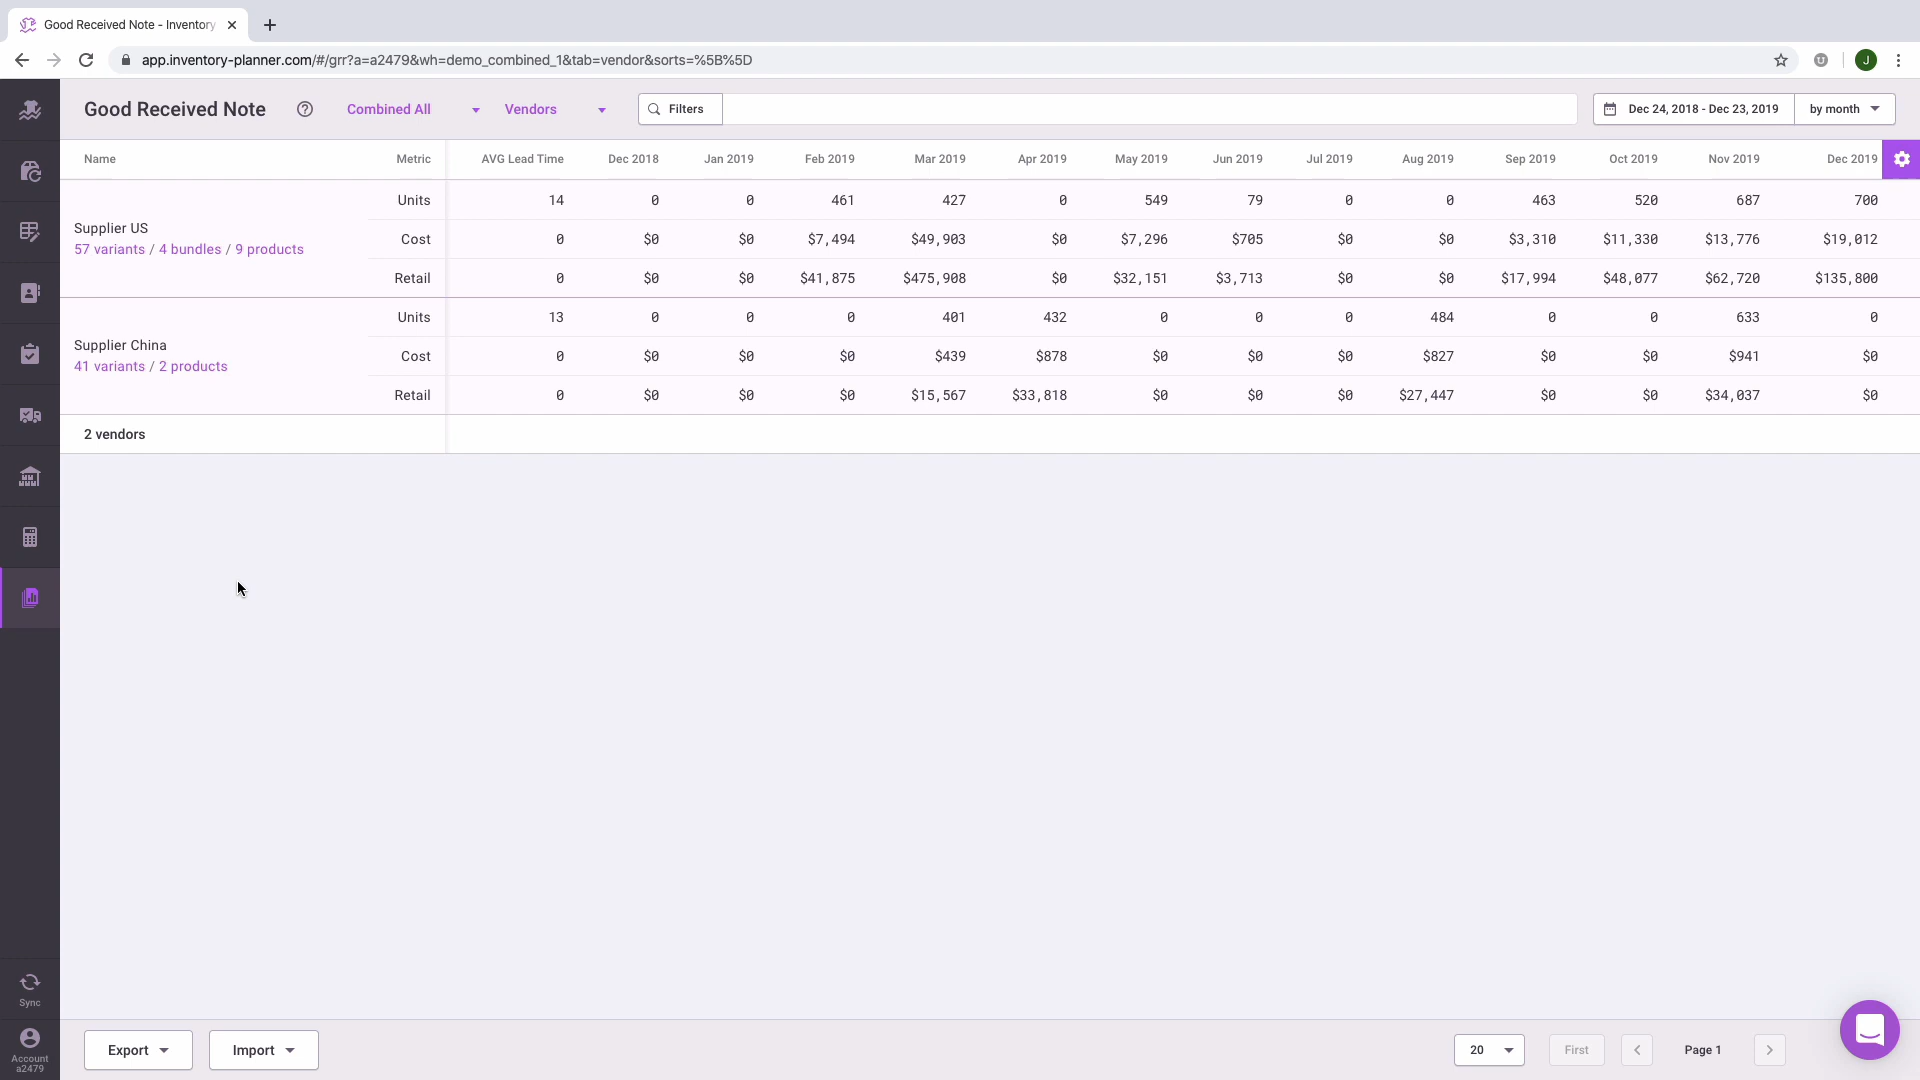 Good Received Note - Inventory
app.inventory-planner.com/#/grr?a=a2479&wh=demo_combined_1&tab=vendor&sorts=%5B%5D
J
Good Received Note ? Combined All Vendors Filters Dec 24, 2018 - Dec 23, 2019 by month
Name Metric AVG Lead Time Dec 2018 Jan 2019 Feb 2019 Mar 2019 Apr 2019 May 2019 Jun 2019 Jul 2019 Aug 2019 Sep 2019 Oct 2019 Nov 2019 Dec 2019
Units 14 0 0 461 427 0 549 79 0 0 463 520 687 700
Supplier US
57 variants / 4 bundles / 9 products
Cost 0 $0 $0 $7,494 $49,903 $0 $7,296 $705 $0 $0 $3,310 $11,330 $13,776 $19,012
Retail 0 $0 $0 $41,875 $475,908 $0 $32,151 $3,713 $0 $0 $17,994 $48,077 $62,720 $135,800
Units 13 0 0 0 401 432 0 0 0 484 0 0 633 0
Supplier China
41 variants / 2 products
Cost 0 $0 $0 $0 $439 $878 $0 $0 $0 $827 $0 $0 $941 $0
Retail 0 $0 $0 $0 $15,567 $33,818 $0 $0 $0 $27,447 $0 $0 $34,037 $0
2 vendors
Sync
Account
a2479
Export Import 20 First Page 1